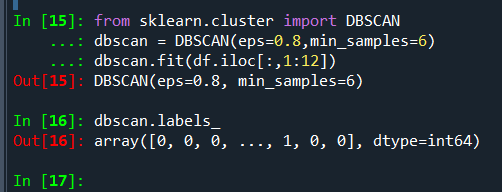 In [15]: from sklearn.cluster import DBSCAN
    ...: dbscan = DBSCAN(eps=0.8,min_samples=6)
    ...: dbscan.fit(df.iloc[:,1:12])
Out[15]: DBSCAN(eps=0.8, min_samples=6)
In [16]: dbscan.labels_
Out[16]: array([0, 0, 0, ..., 1, 0, 0], dtype=int64)
In [17]: